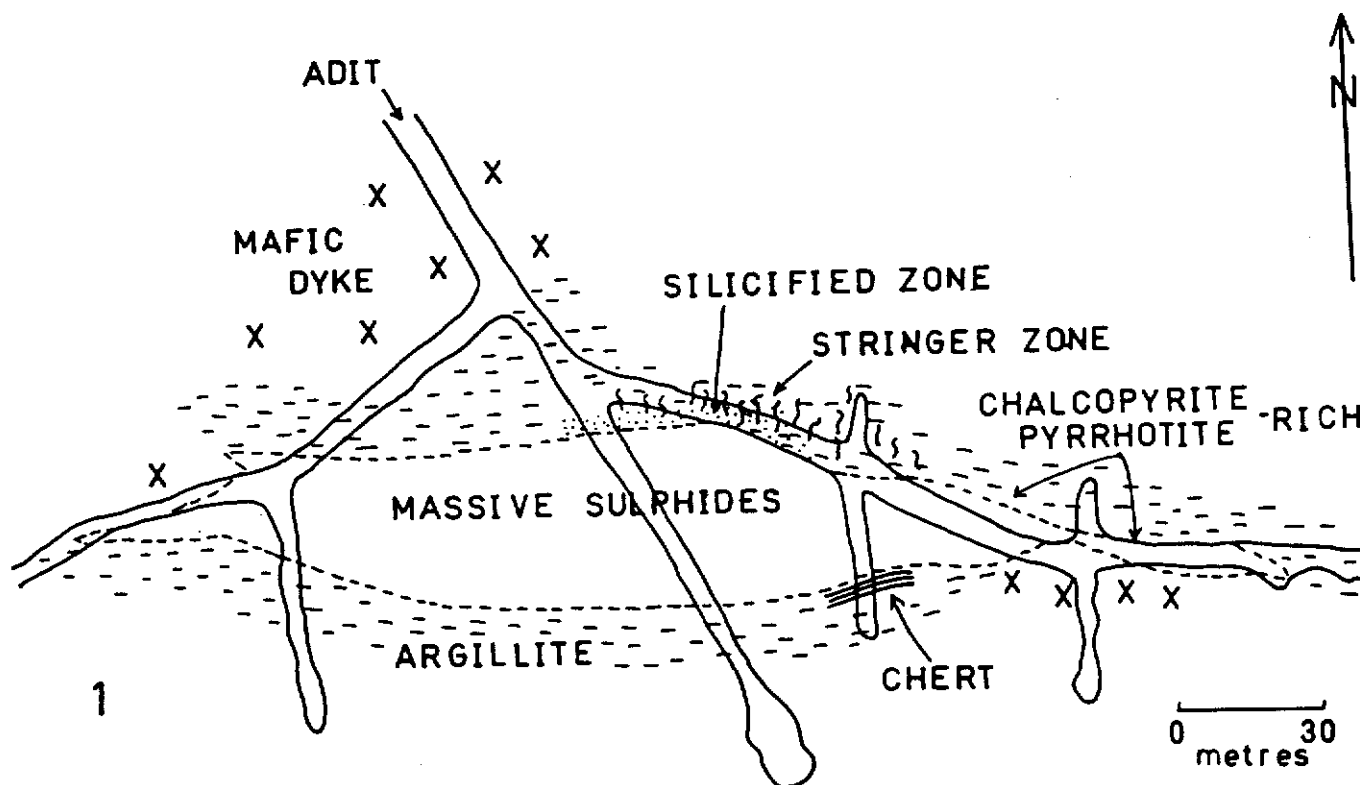 ADIT
N
MAFIC
DYKE
SILICIFIED ZONE
STRINGER ZONE
CHALCOPYRITE
PYRRHOTITE -RICH
MASSIVE SULPHIDES
ARGILLITE
CHERT
1
0 30
metres